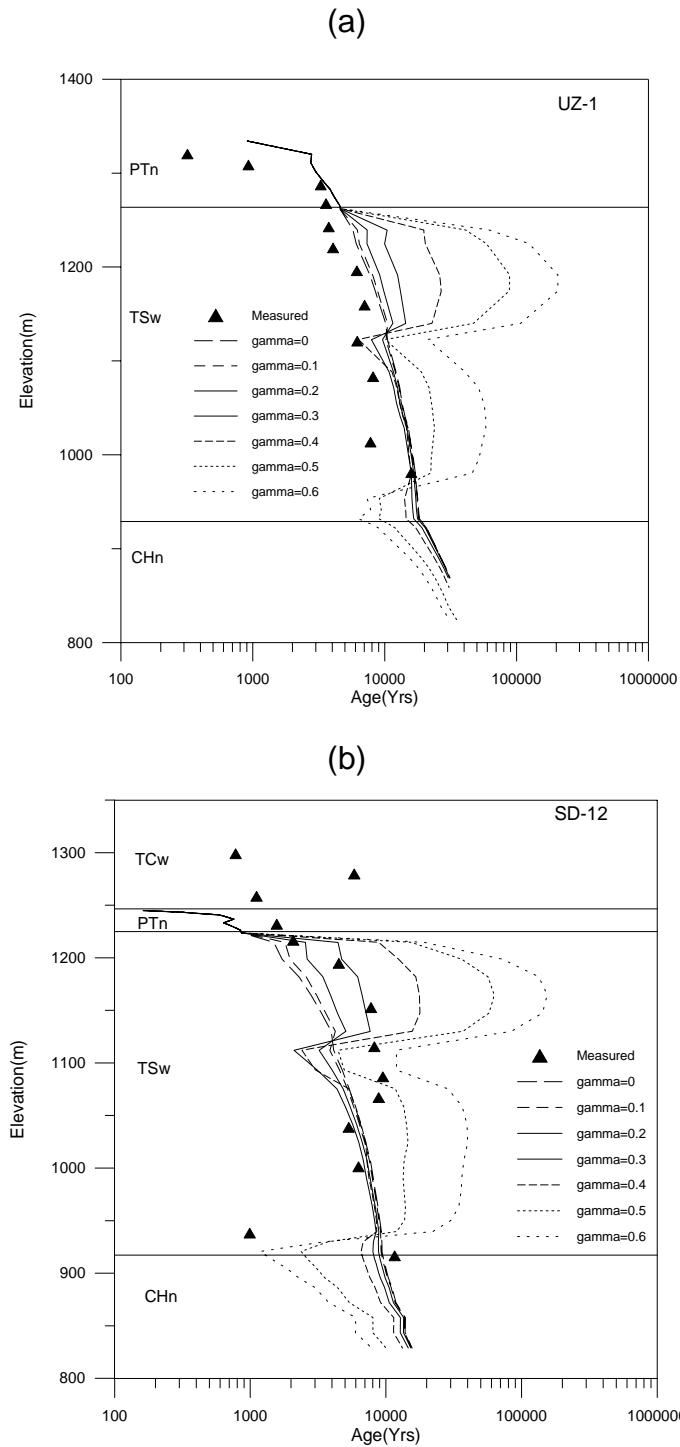 (a)
1400
UZ-1
PTn
1200
TSw
Measured
gamma=0
gamma=0.1
gamma=0.2
gamma=0.3
gamma=0.4
gamma=0.5
gamma=0.6
Elevation(m)
1000
CHn
800
100 1000 10000 100000 1000000
Age(Yrs)
(b)
SD-12
1300
TCw
PTn
1200
1100
TSw
Measured
gamma=0
gamma=0.1
gamma=0.2
gamma=0.3
gamma=0.4
gamma=0.5
gamma=0.6
Elevation(m)
1000
900
CHn
800
100 1000 10000 100000 1000000
Age(Yrs)